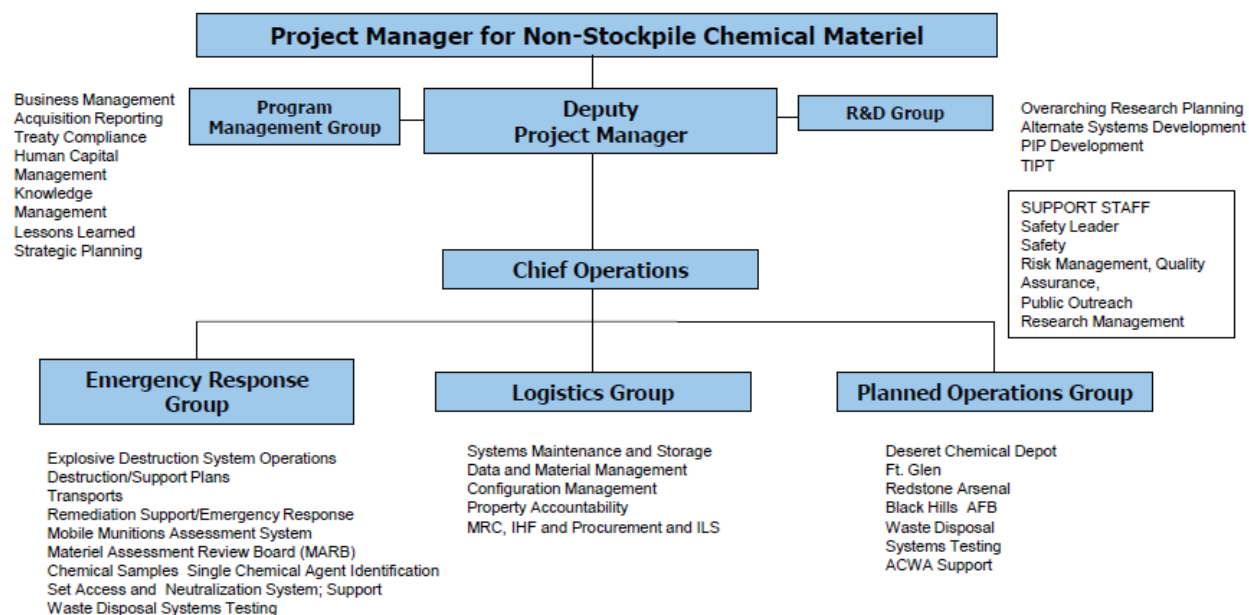 Project Manager for Non-Stockpile Chemical Materiel
Business Management
Acquisition Reporting
Treaty Compliance
Human Capital
Management
Knowledge
Management
Lessons Learned
Strategic Planning
Program
Management Group
Deputy
Project Manager
R&D Group
Overarching Research Planning
Alternate Systems Development
PIP Development
TIPT
SUPPORT STAFF
Safety Leader
Safety
Risk Management, Quality
Assurance,
Public Outreach
Research Management
Chief Operations
Emergency Response
Group
Explosive Destruction System Operations
Destruction/Support Plans
Transports
Remediation Support/Emergency Response
Mobile Munitions Assessment System
Materiel Assessment Review Board (MARB)
Chemical Samples Single Chemical Agent Identification
Set Access and Neutralization System; Support
Waste Disposal Systems Testing
Logistics Group
Systems Maintenance and Storage
Data and Material Management
Configuration Management
Property Accountability
MRC, IHF and Procurement and ILS
Planned Operations Group
Deseret Chemical Depot
Ft. Glen
Redstone Arsenal
Black Hills AFB
Waste Disposal
Systems Testing
ACWA Support